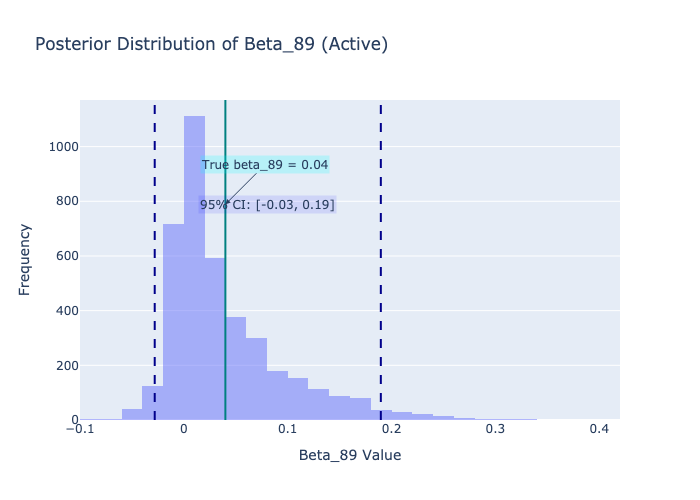 Posterior Distribution of Beta_89 (Active)
1000
True beta_89 = 0.04
800
95% CI: [-0.03, 0.19]
Frequency
600
400
200
0
−0.1
0
0.1
0.2
0.3
0.4
Beta_89 Value